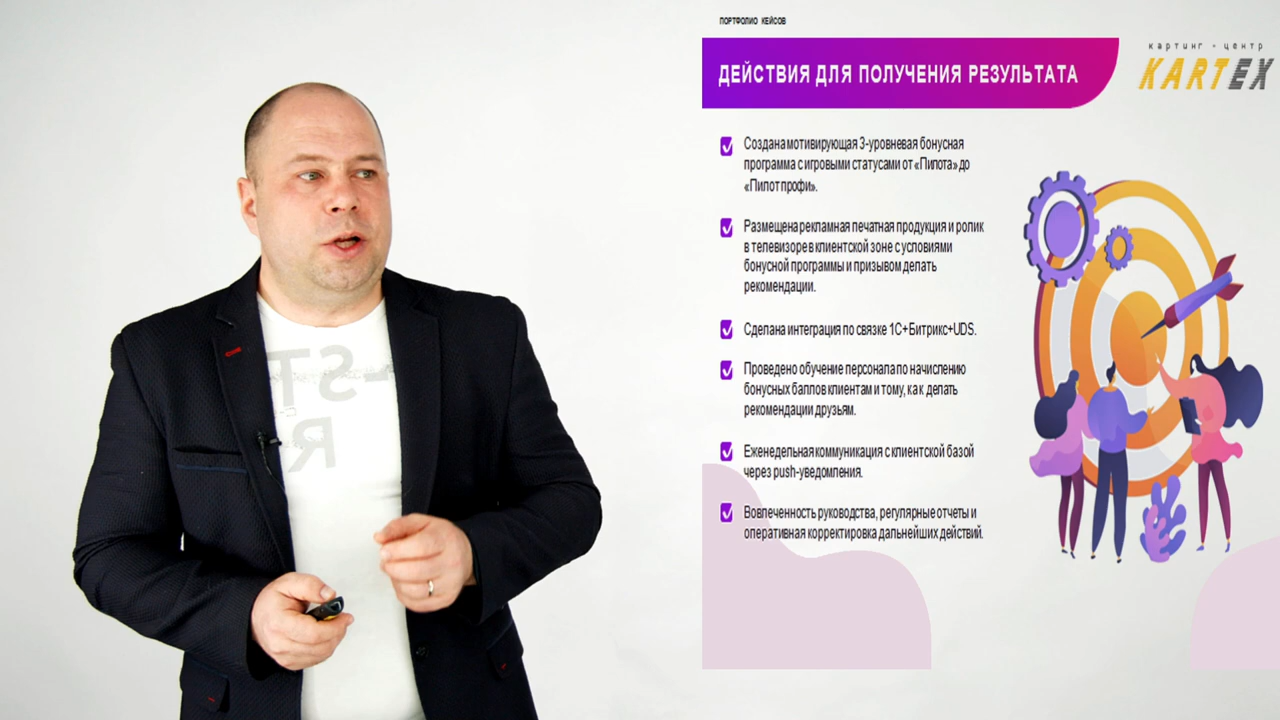 ПОРТФОЛИО КЕЙСОВ
ДЕЙСТВИЯ ДЛЯ ПОЛУЧЕНИЯ РЕЗУЛЬТАТА
картинг - центр
KARTEX
Создана мотивирующая 3-уровневая бонусная
программа с игровыми статусами от «Пилота» до
«Пилот профи».
Размещена рекламная печатная продукция и ролик
в телевизоре в клиентской зоне с условиями
бонусной программы и призывом делать
рекомендации.
Сделана интеграция по связке 1С+Битрикс+UDS.
Проведено обучение персонала по начислению
бонусных баллов клиентам и тому, как делать
рекомендации друзьям.
Еженедельная коммуникация с клиентской базой
через push-уведомления.
Вовлеченность руководства, регулярные отчеты и
оперативная корректировка дальнейших действий.
-ST
R